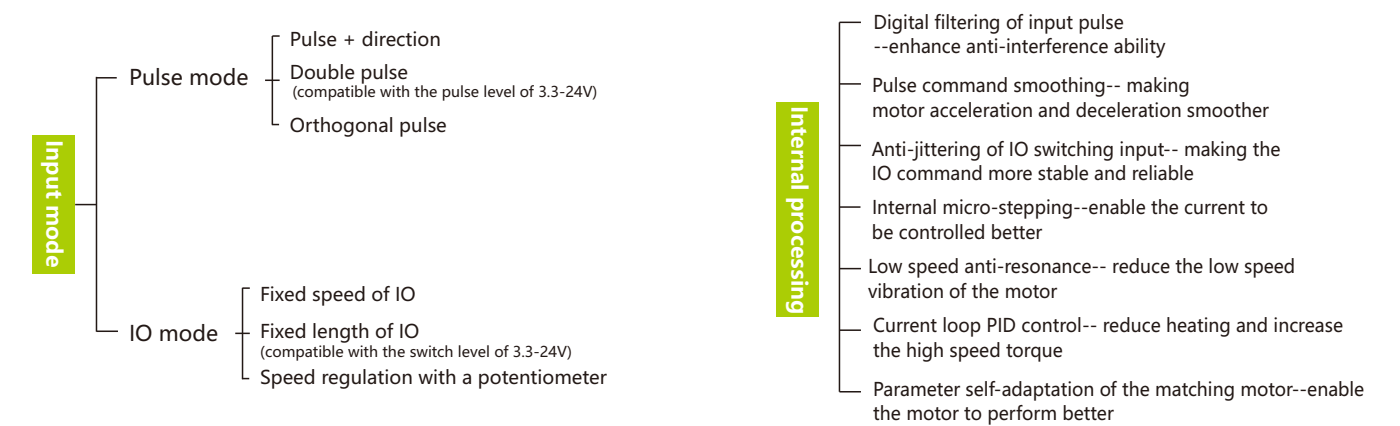 Input mode
Pulse mode
Pulse + direction
Double pulse
(compatible with the pulse level of 3.3-24V)
Orthogonal pulse
IO mode
Fixed speed of IO
Fixed length of IO
(compatible with the switch level of 3.3-24V)
Speed regulation with a potentiometer
Internal processing
Digital filtering of input pulse
--enhance anti-interference ability
Pulse command smoothing-- making
motor acceleration and deceleration smoother
Anti-jittering of IO switching input-- making the
IO command more stable and reliable
Internal micro-stepping--enable the current to
be controlled better
Low speed anti-resonance-- reduce the low speed
vibration of the motor
Current loop PID control-- reduce heating and increase
the high speed torque
Parameter self-adaptation of the matching motor--enable
the motor to perform better